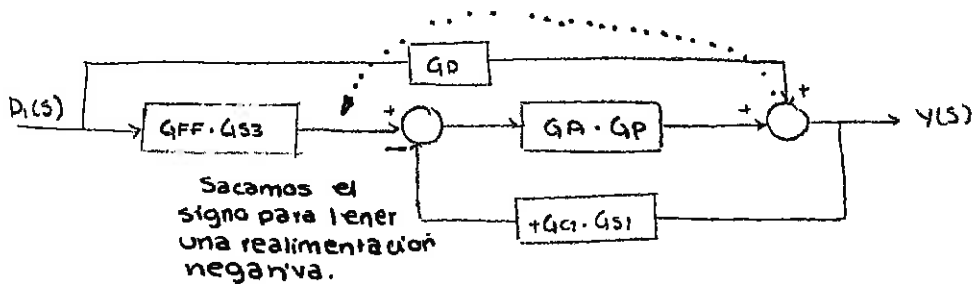 GD
D1(S)
GFF · GS3
+
−
GA · GP
+
+
Y(S)
Sacamos el
signo para tener
una realimentación
negativa.
+GC1 · GS1